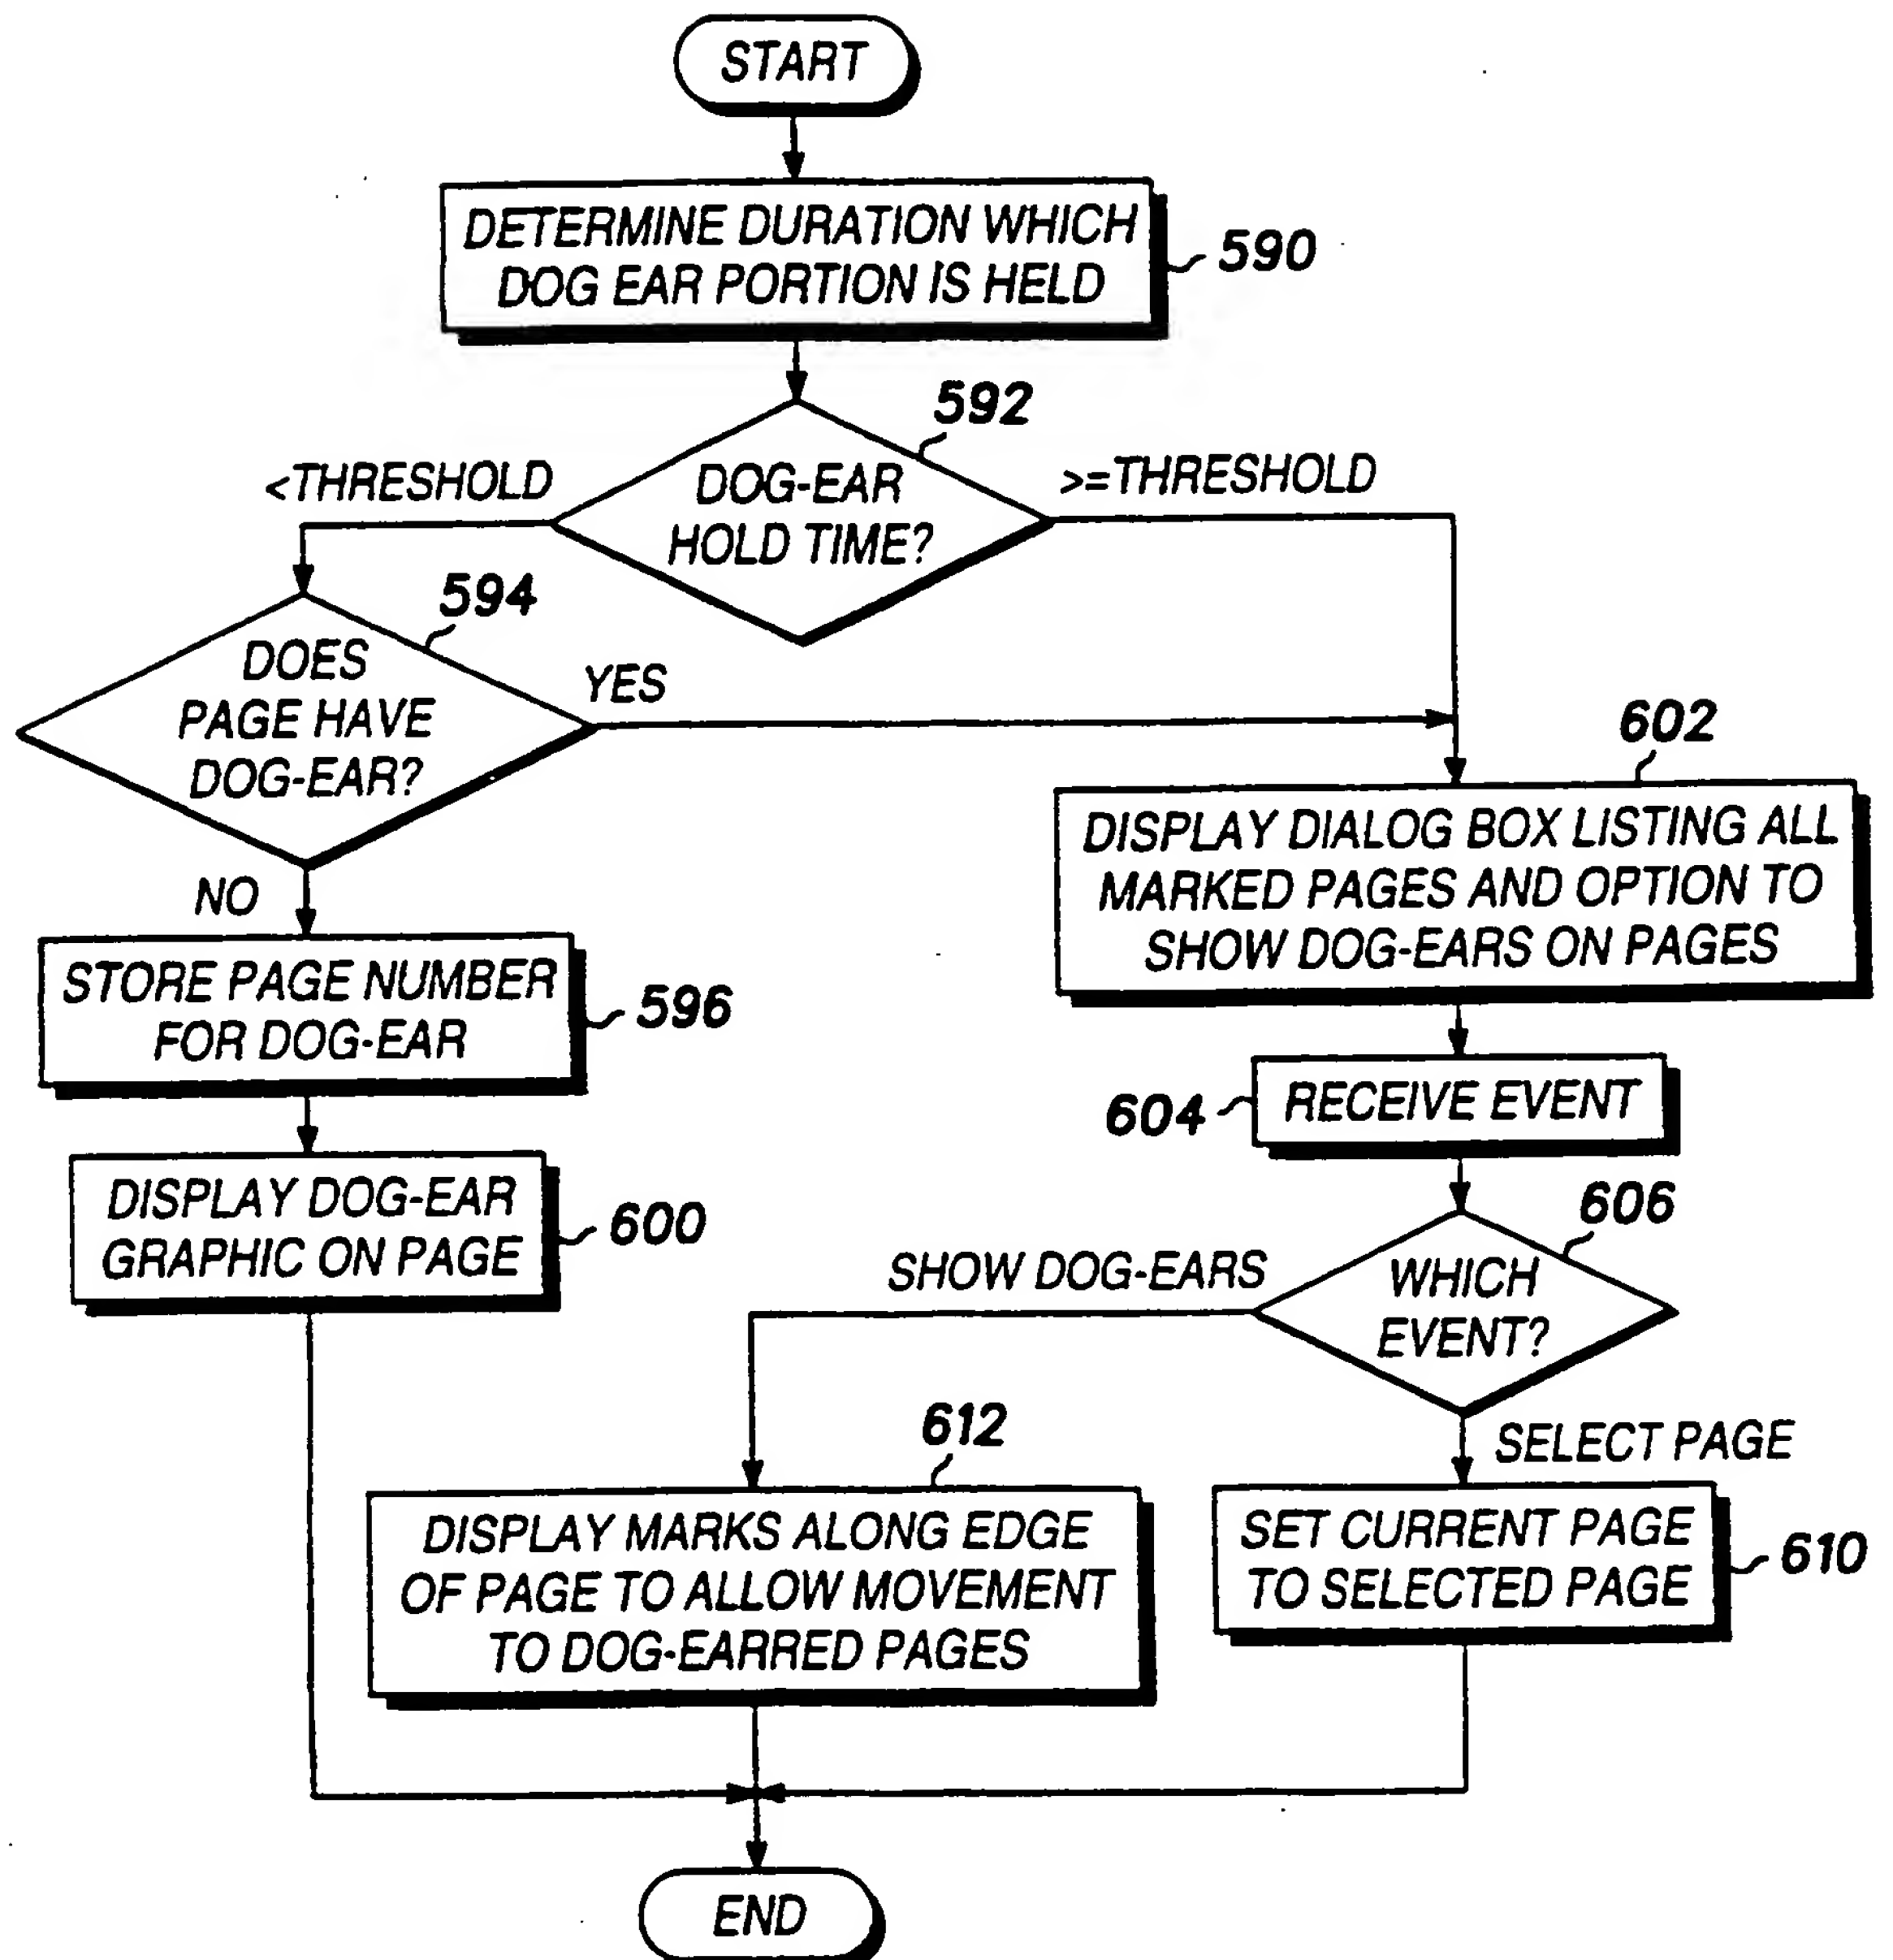 START
DETERMINE DURATION WHICH
DOG EAR PORTION IS HELD
590
592
<THRESHOLD
DOG-EAR
HOLD TIME?
>=THRESHOLD
594
DOES
PAGE HAVE
DOG-EAR?
YES
NO
602
DISPLAY DIALOG BOX LISTING ALL
MARKED PAGES AND OPTION TO
SHOW DOG-EARS ON PAGES
STORE PAGE NUMBER
FOR DOG-EAR
596
604
RECEIVE EVENT
DISPLAY DOG-EAR
GRAPHIC ON PAGE
600
606
SHOW DOG-EARS
WHICH
EVENT?
SELECT PAGE
612
DISPLAY MARKS ALONG EDGE
OF PAGE TO ALLOW MOVEMENT
TO DOG-EARRED PAGES
SET CURRENT PAGE
TO SELECTED PAGE
610
END